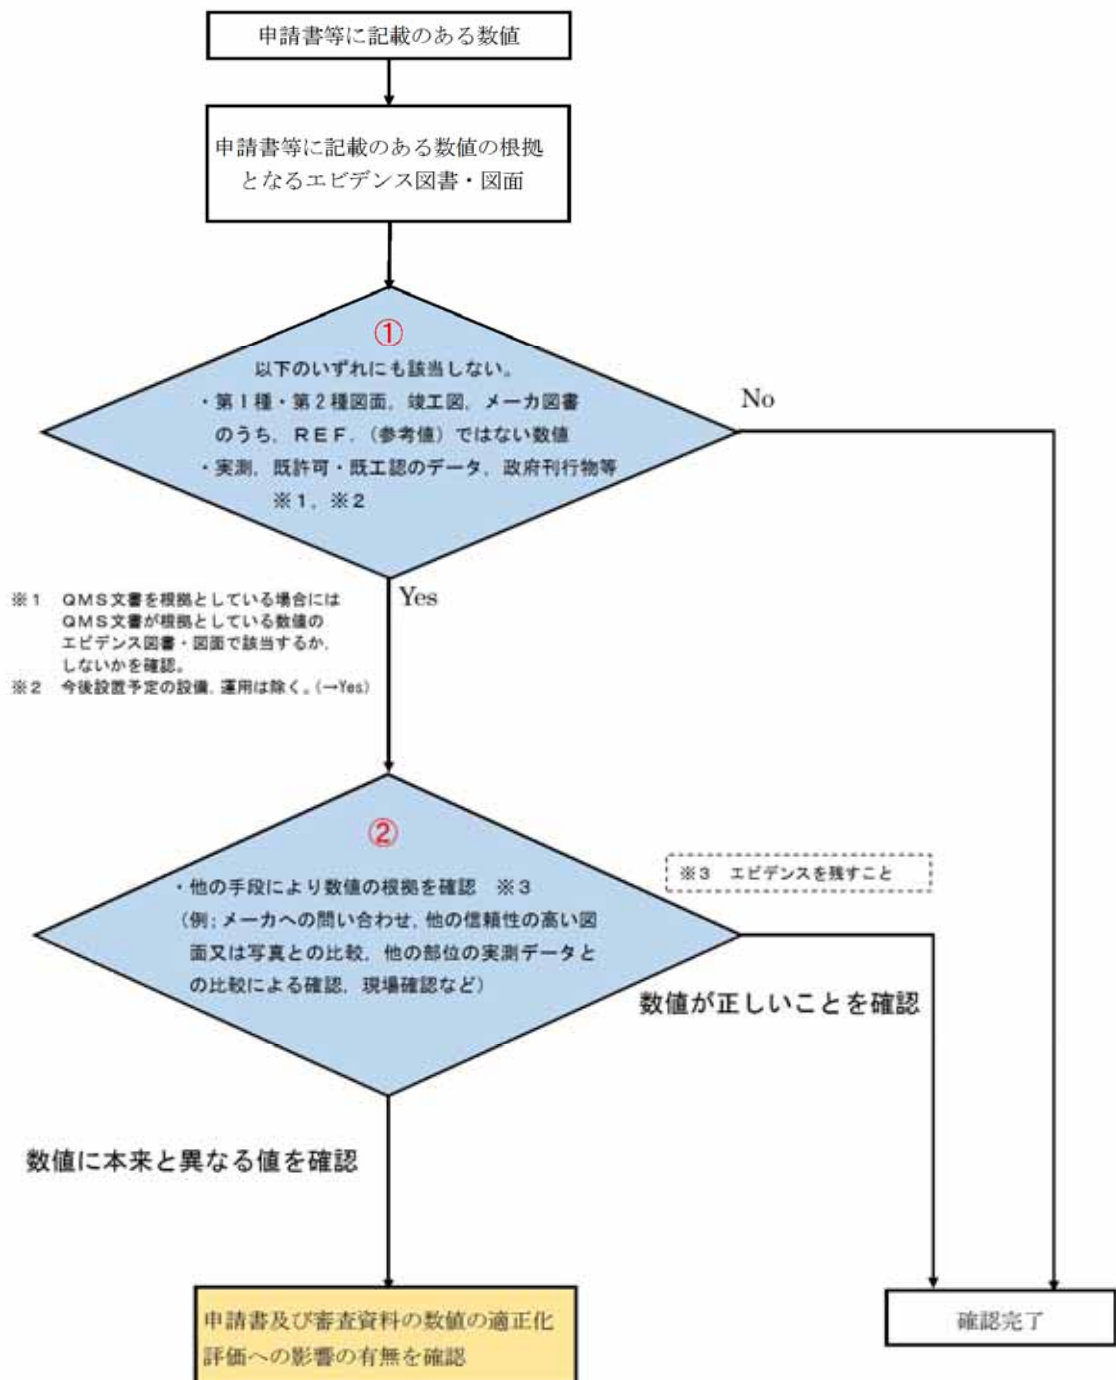 申請書等に記載のある数値
申請書等に記載のある数値の根拠
となるエビデンス図書・図面
①
以下のいずれにも該当しない。
・第1種・第2種図面，竣工図，メーカ図書
のうち，ＲＥＦ．（参考値）ではない数値
・実測，既許可・既工認のデータ，政府刊行物等
※1，※2
No
Yes
※1 QMS文書を根拠としている場合には
QMS文書が根拠としている数値の
エビデンス図書・図面で該当するか，
しないかを確認。
※2 今後設置予定の設備，運用は除く。(→Yes)
②
・他の手段により数値の根拠を確認 ※3
（例；メーカへの問い合わせ，他の信頼性の高い図
面又は写真との比較，他の部位の実測データと
の比較による確認，現場確認など）
※3 エビデンスを残すこと
数値が正しいことを確認
数値に本来と異なる値を確認
申請書及び審査資料の数値の適正化
評価への影響の有無を確認
確認完了